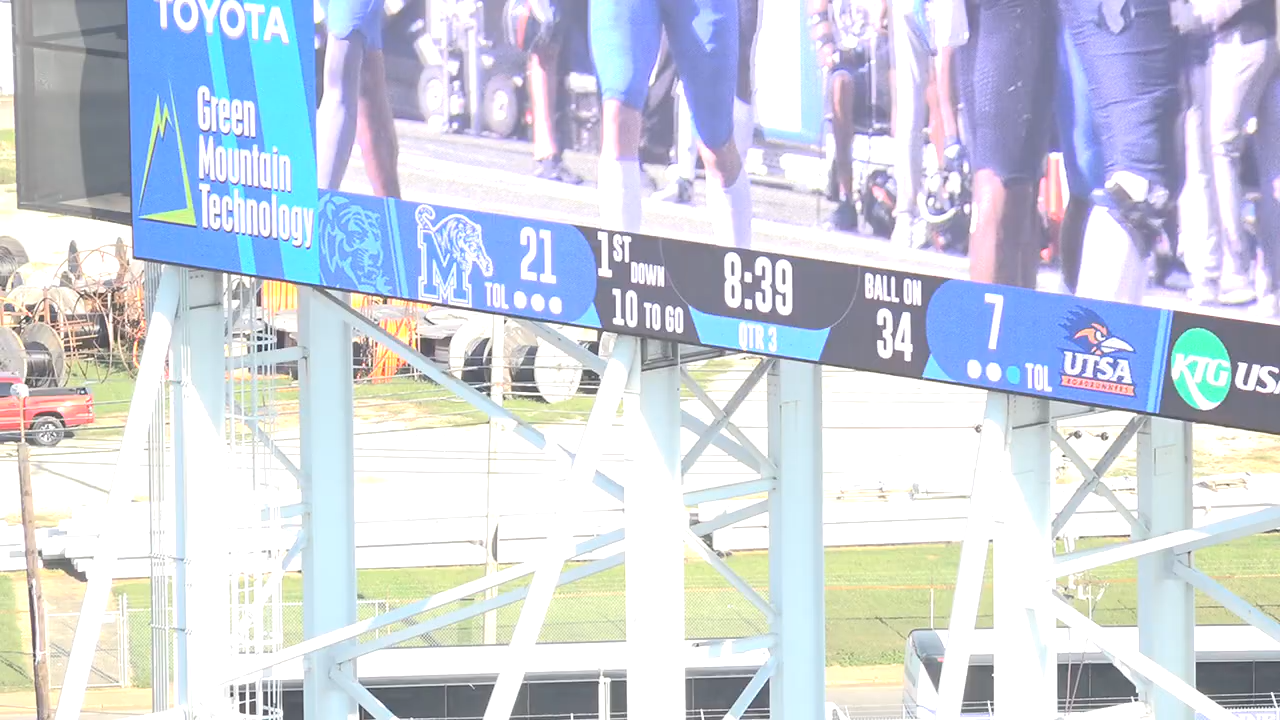 TOYOTA
Green
Mountain
Technology
M
21
TOL
1ST
DOWN
10 TO GO
8:39
QTR 3
BALL ON
34
7
TOL
UTSA
ROADRUNNERS
KTG